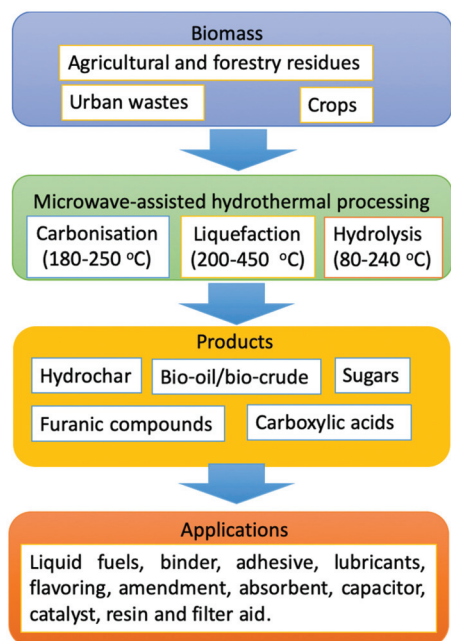 Biomass
Agricultural and forestry residues
Urban wastes
Crops
Microwave-assisted hydrothermal processing
Carbonisation
(180-250 °C)
Liquefaction
(200-450 °C)
Hydrolysis
(80-240 °C)
Products
Hydrochar
Bio-oil/bio-crude
Sugars
Furanic compounds
Carboxylic acids
Applications
Liquid fuels, binder, adhesive, lubricants,
flavoring, amendment, absorbent, capacitor,
catalyst, resin and filter aid.